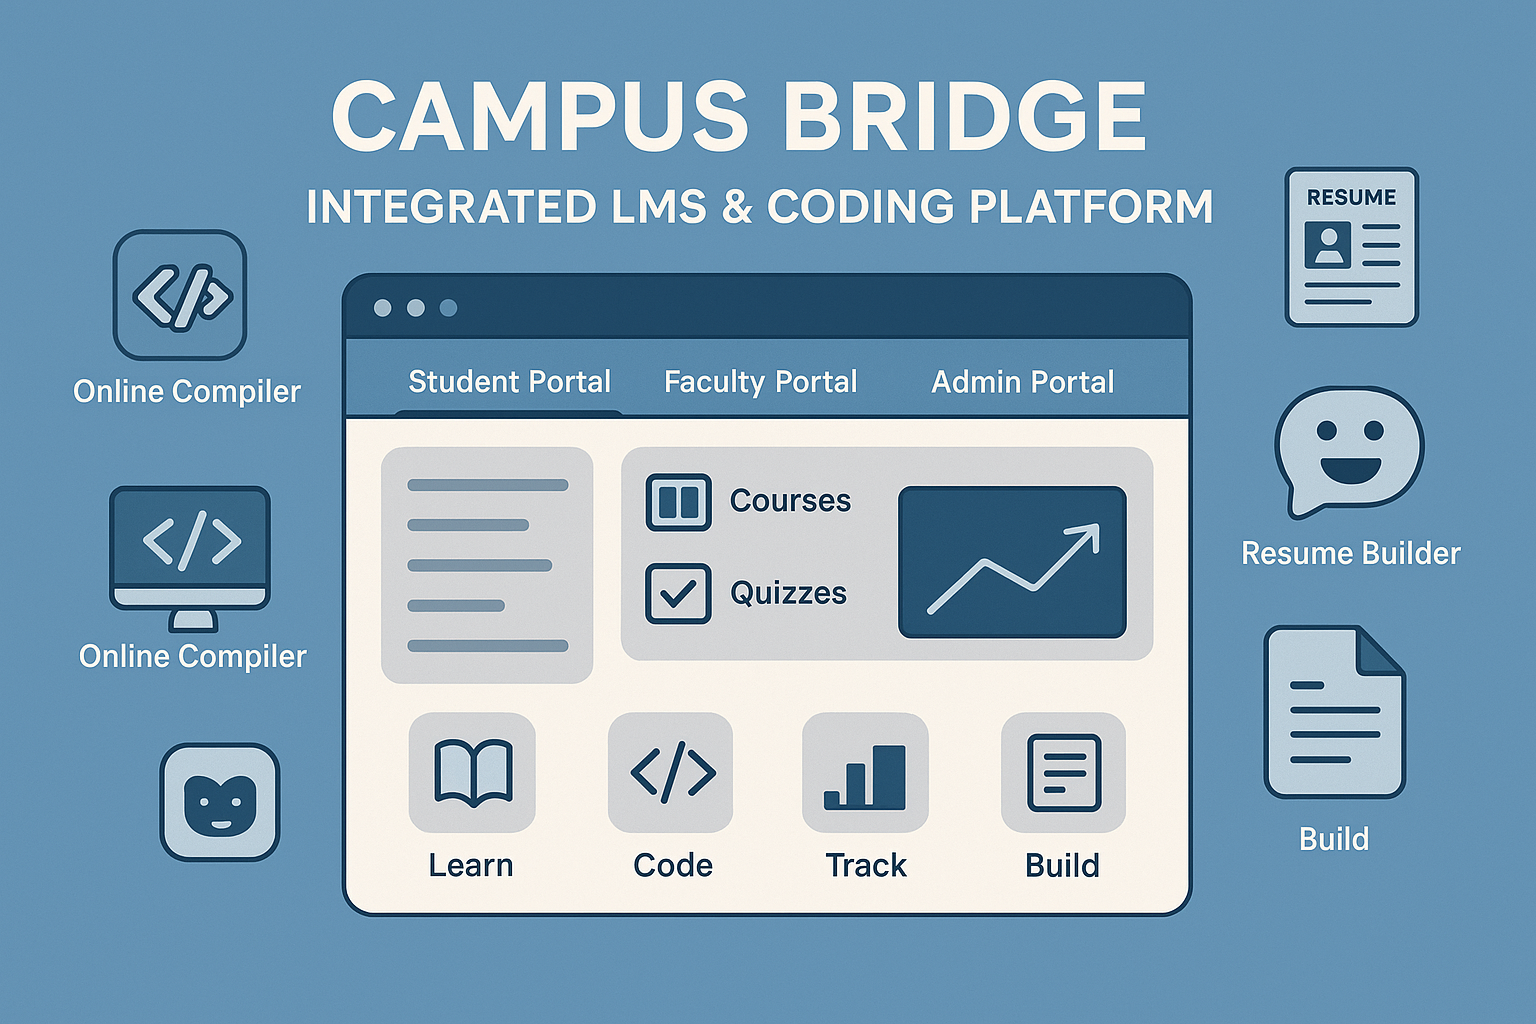 CAMPUS BRIDGE
INTEGRATED LMS & CODING PLATFORM
RESUME
Online Compiler
Student Portal
Faculty Portal
Admin Portal
Courses
Quizzes
Resume Builder
Online Compiler
Learn
Code
Track
Build
Build